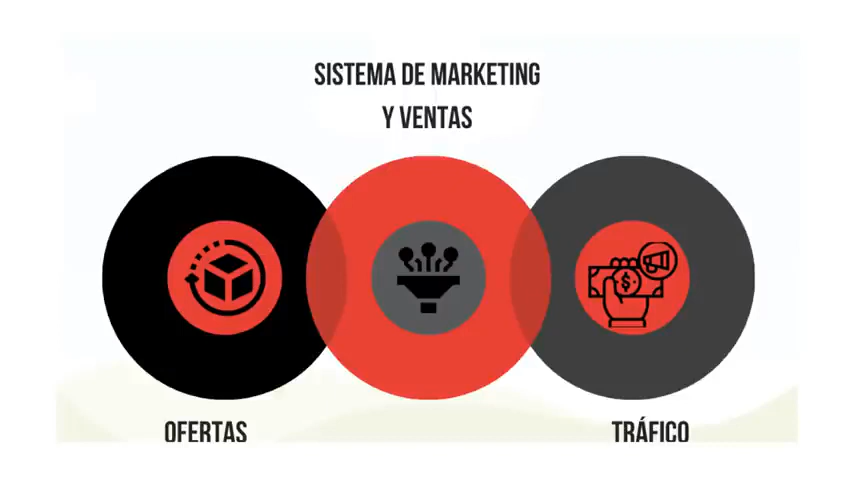 SISTEMA DE MARKETING
Y VENTAS
$
OFERTAS
TRÁFICO